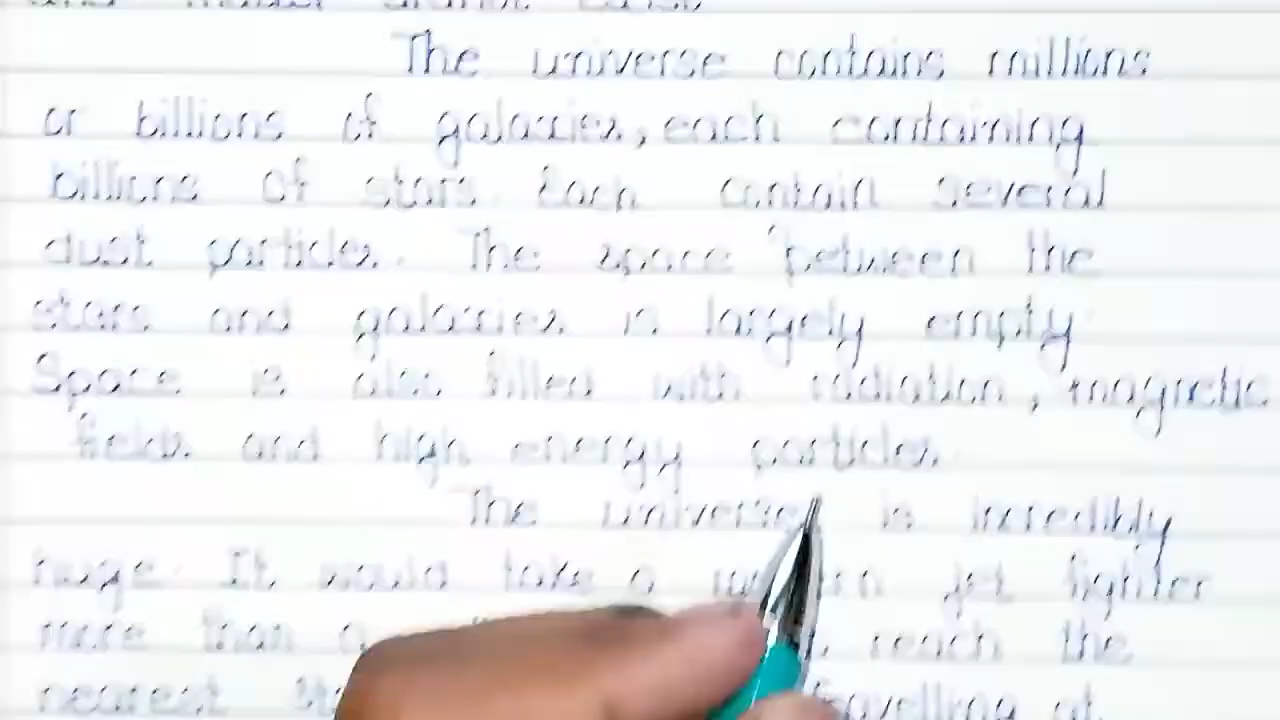 The universe contains millions
or billions of galaxies, each containing
billions of stars. Each contain several
dust particles. The space between the
stars and galaxies is largely empty
Space is also filled with radiation, magnetic
fields and high energy particles.
The universe is incredibly
huge. It would take a jet fighter
more than a reach the
nearest travelling at